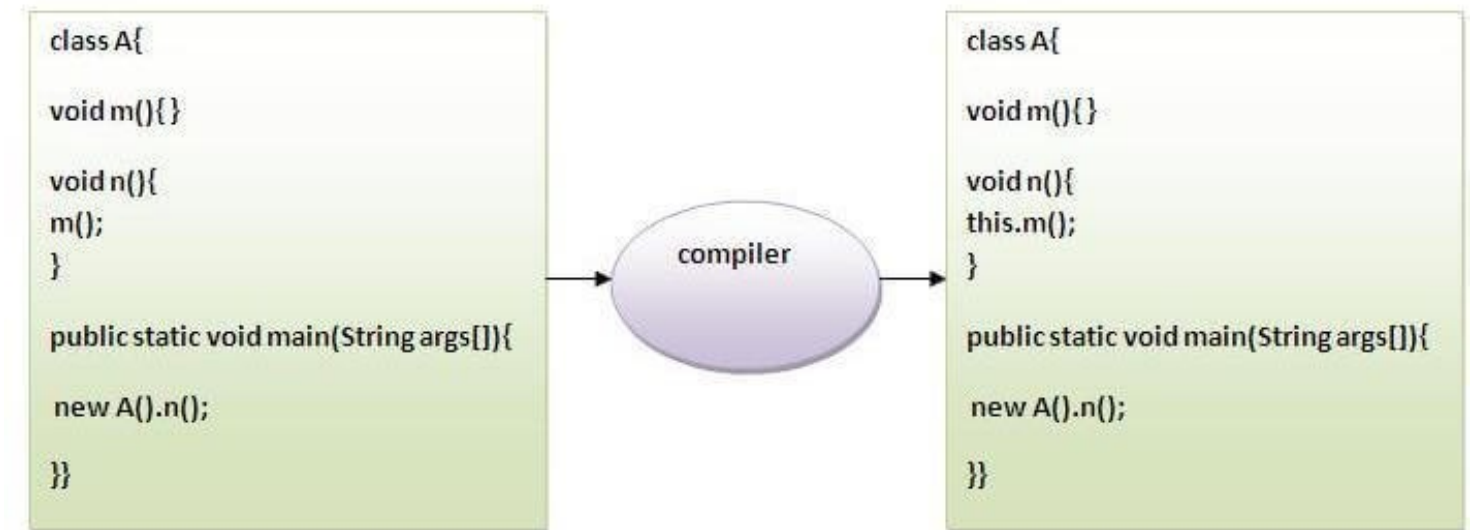 class A{
void m(){}
void n(){
m();
}
public static void main(String args[]){
new A().n();
}}
compiler
class A{
void m(){}
void n(){
this.m();
}
public static void main(String args[]){
new A().n();
}}